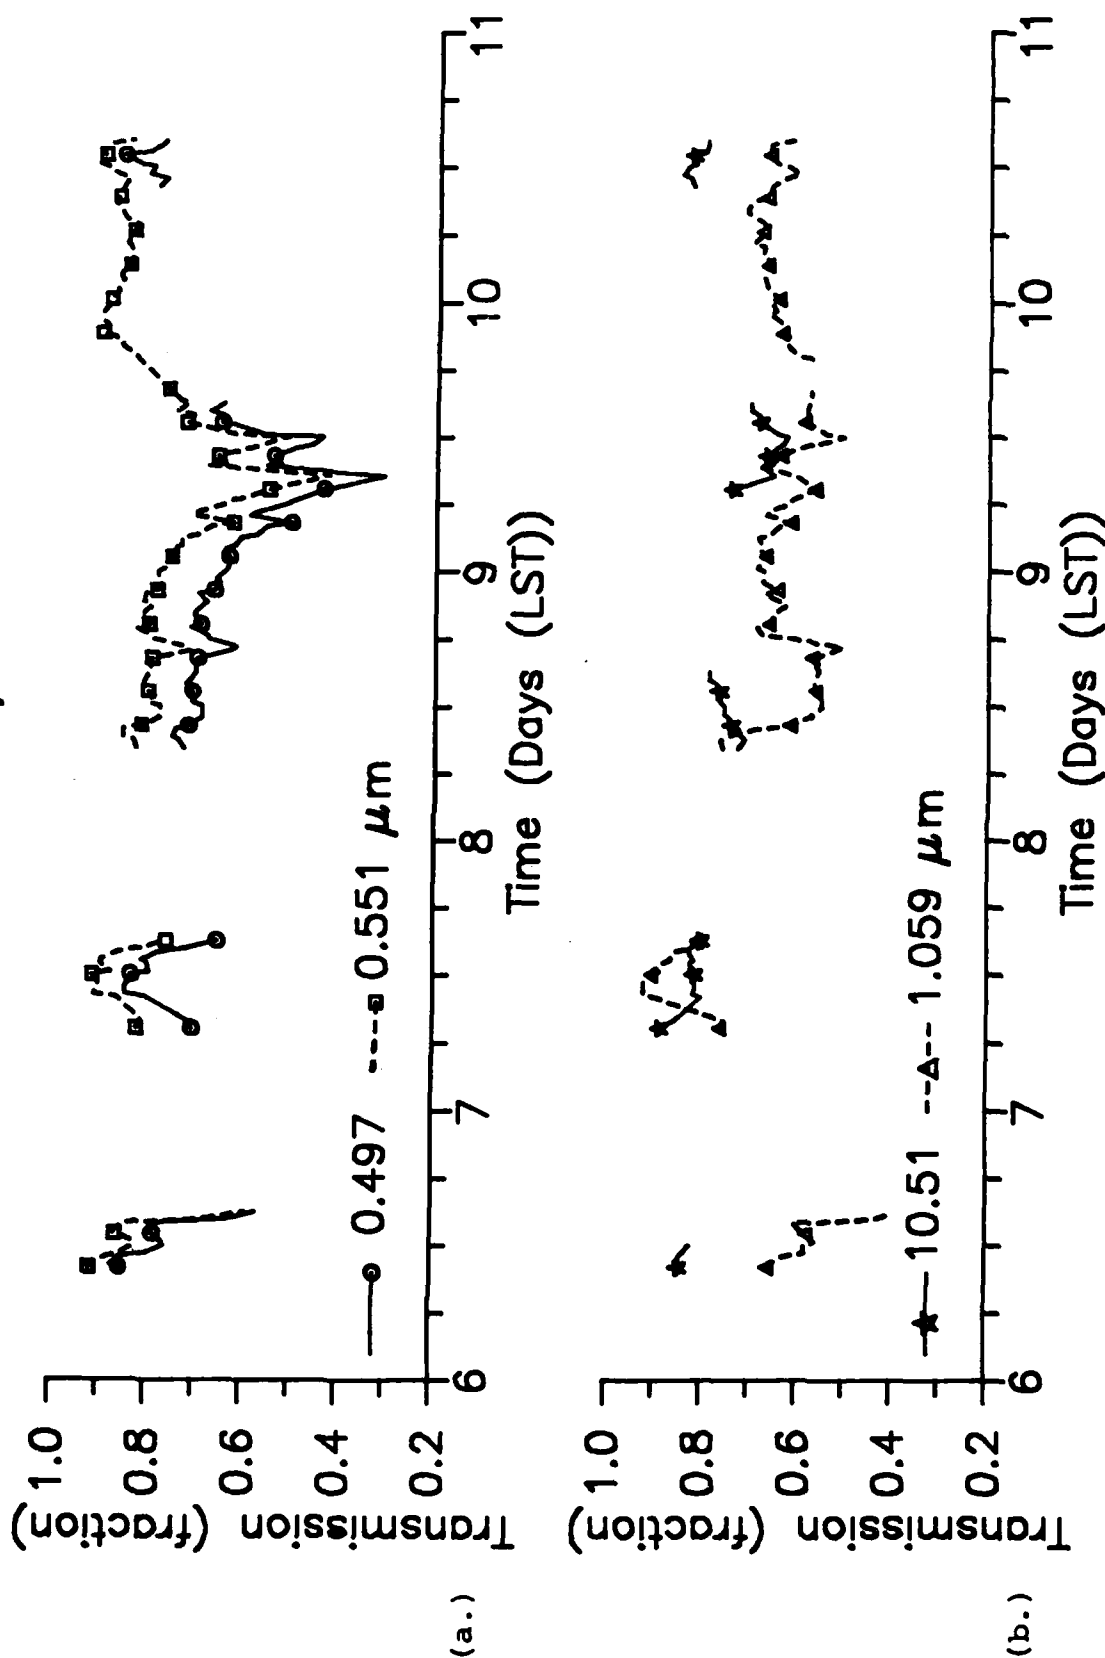 (a.)
Transmission
(fraction)
1.0
0.8
0.6
0.4
0.2
0.497 0.551 μm
6 7 8 9 10 11
Time (Days (LST))
(b.)
Transmission
(fraction)
1.0
0.8
0.6
0.4
0.2
10.51 1.059 μm
6 7 8 9 10 11
Time (Days (LST))